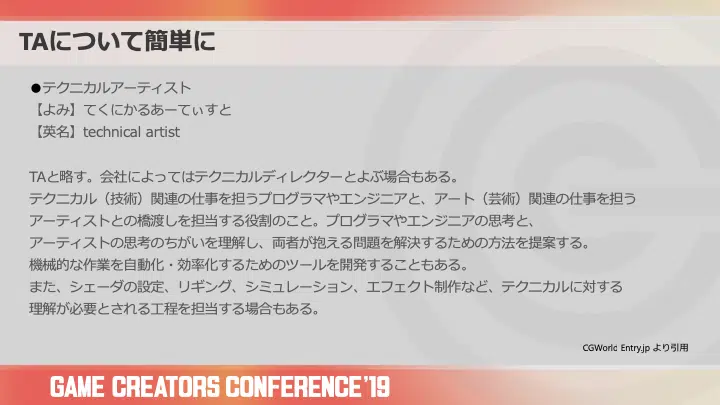 TAについて簡単に
●テクニカルアーティスト
【よみ】てくにかるあーてぃすと
【英名】technical artist
TAと略す。会社によってはテクニカルディレクターとよぶ場合もある。
テクニカル（技術）関連の仕事を担うプログラマやエンジニアと、アート（芸術）関連の仕事を担う
アーティストとの橋渡しを担当する役割のこと。プログラマやエンジニアの思考と、
アーティストの思考のちがいを理解し、両者が抱える問題を解決するための方法を提案する。
機械的な作業を自動化・効率化するためのツールを開発することもある。
また、シェーダの設定、リギング、シミュレーション、エフェクト制作など、テクニカルに対する
理解が必要とされる工程を担当する場合もある。
CGWorld Entry.jp より引用
GAME CREATORS CONFERENCE'19